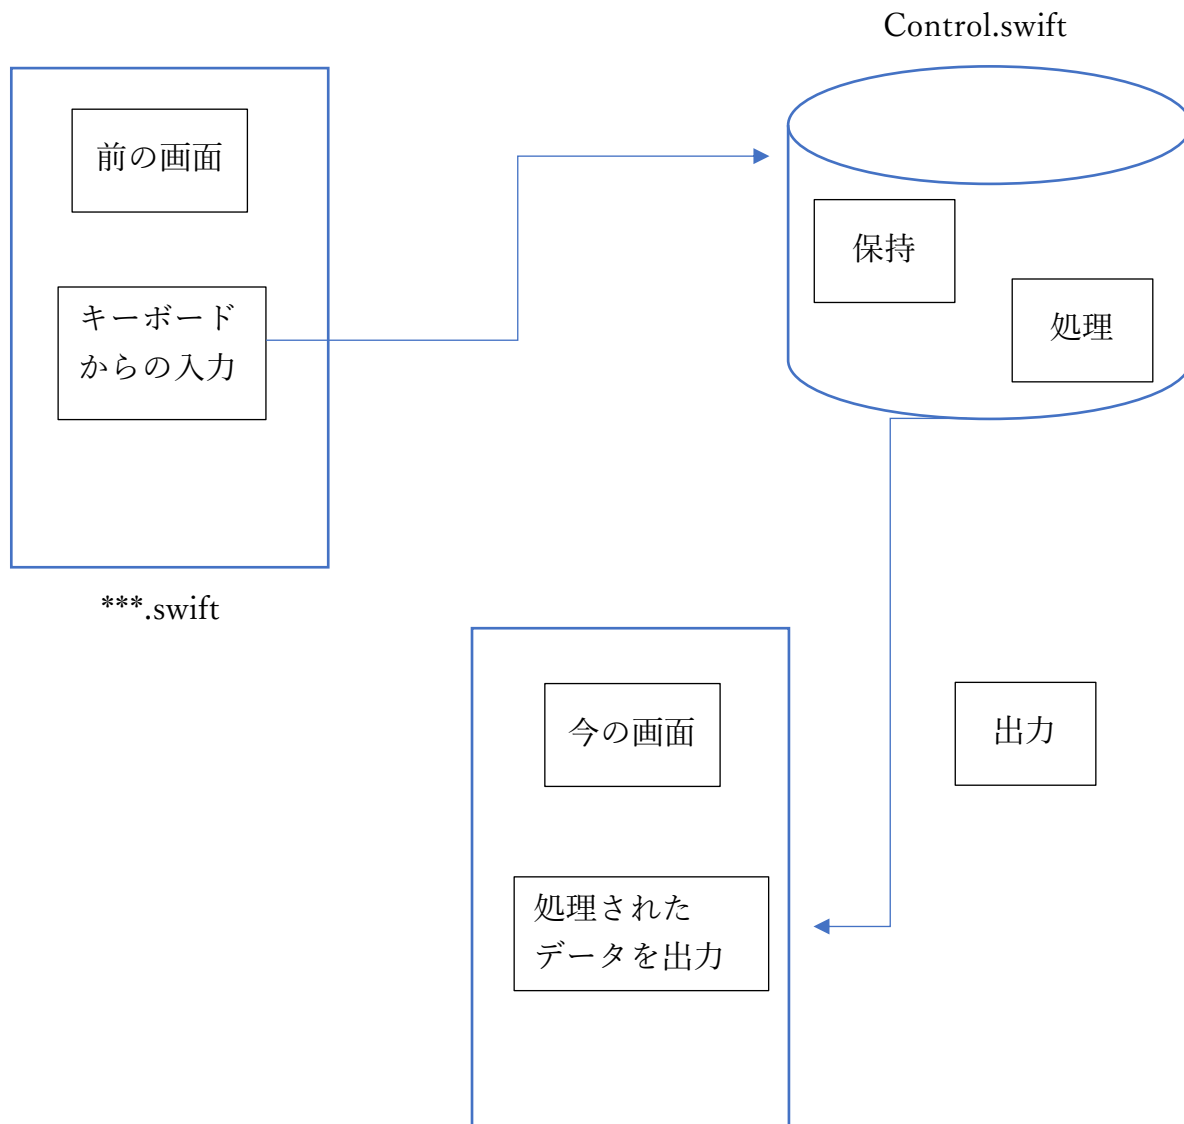 Control.swift
前の画面
保持
キーボード
からの入力
処理
***.swift
今の画面
出力
処理された
データを出力